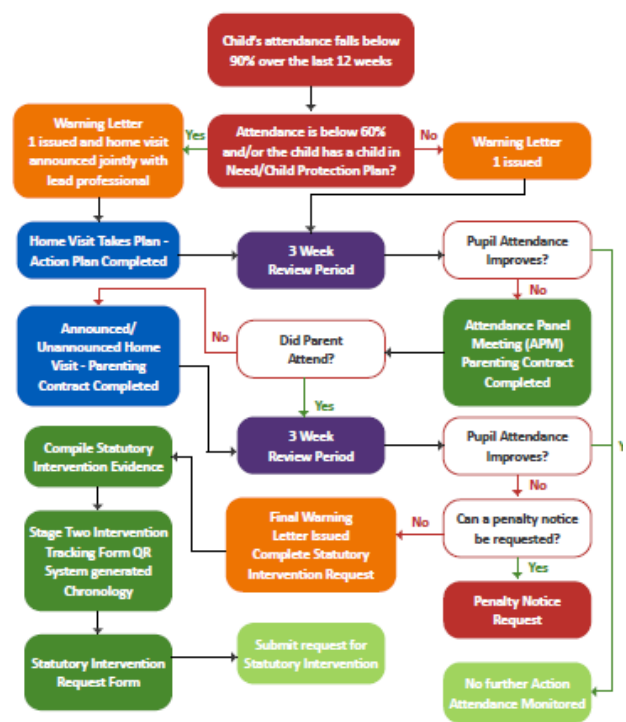 Child's attendance falls below
90% over the last 12 weeks
Warning Letter
1 issued and home visit
announced jointly with
lead professional
Yes
Attendance is below 60%
and/or the child has a child in
Need/Child Protection Plan?
No
Warning Letter
1 issued
Home Visit Takes Plan -
Action Plan Completed
3 Week
Review Period
Pupil Attendance
Improves?
No
Announced/
Unannounced Home
Visit - Parenting
Contract Completed
No
Did Parent
Attend?
Attendance Panel
Meeting (APM)
Parenting Contract
Completed
Yes
Compile Statutory
Intervention Evidence
3 Week
Review Period
Pupil Attendance
Improves?
Yes
Y
No
Stage Two Intervention
Tracking Form QR
System generated
Chronology
Final Warning
Letter Issued
Complete Statutory
Intervention Request
No
Can a penalty notice
be requested?
Yes
Statutory Intervention
Request Form
Submit request for
Statutory Intervention
Penalty Notice
Request
No further Action
Attendance Monitored